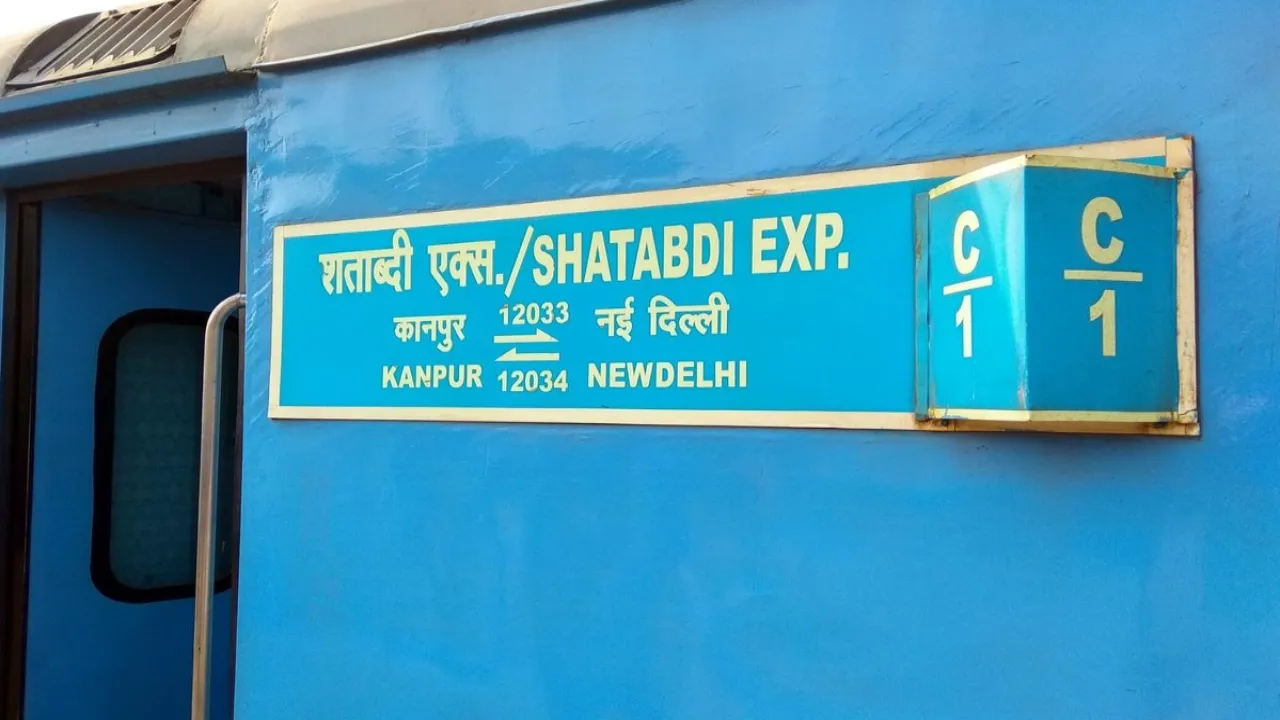 शताब्दी एक्स./SHATABDI EXP.
कानपुर 12033 नई दिल्ली
KANPUR 12034 NEWDELHI
C
1
C
1